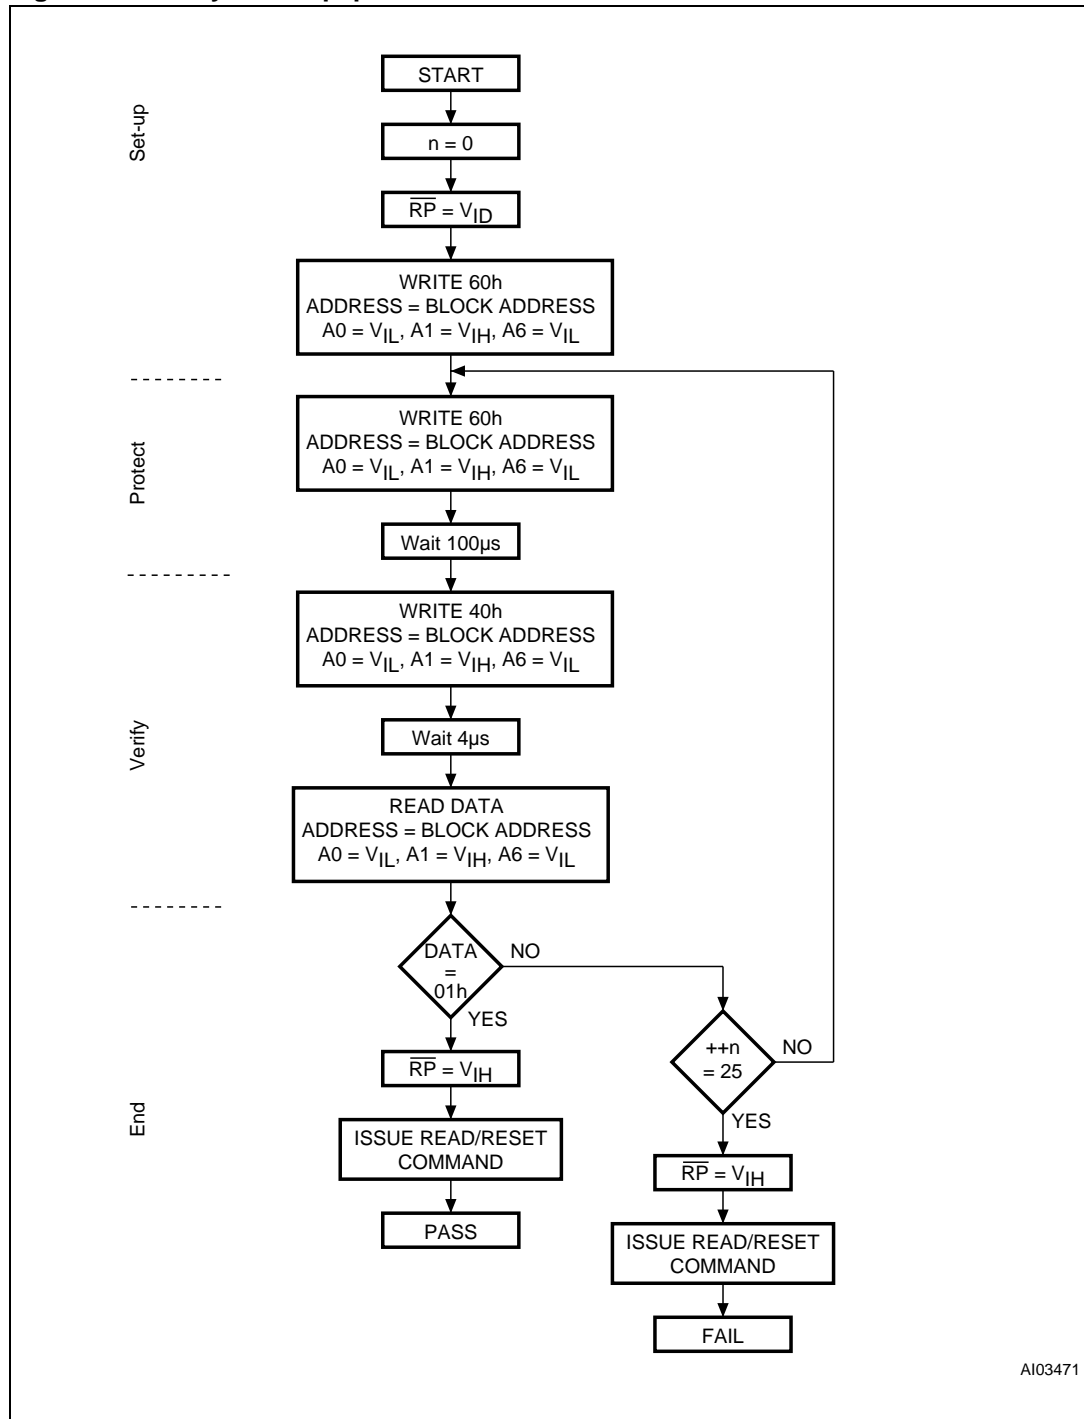 START
Set-up
n = 0
RP = VID
WRITE 60h
ADDRESS = BLOCK ADDRESS
A0 = VIL, A1 = VIH, A6 = VIL
Protect
WRITE 60h
ADDRESS = BLOCK ADDRESS
A0 = VIL, A1 = VIH, A6 = VIL
Wait 100µs
Verify
WRITE 40h
ADDRESS = BLOCK ADDRESS
A0 = VIL, A1 = VIH, A6 = VIL
Wait 4µs
READ DATA
ADDRESS = BLOCK ADDRESS
A0 = VIL, A1 = VIH, A6 = VIL
End
DATA
=
01h
NO
YES
++n
= 25
NO
YES
RP = VIH
ISSUE READ/RESET
COMMAND
PASS
RP = VIH
ISSUE READ/RESET
COMMAND
FAIL
AI03471